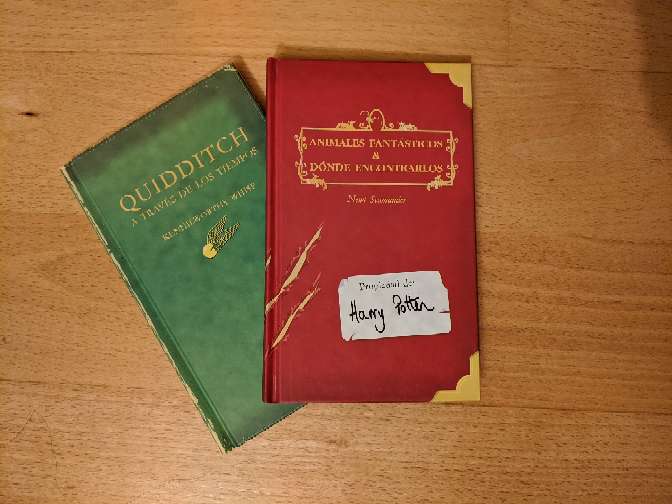 QUIDDITCH
A TRAVÉS DE LOS TIEMPOS
KENNILWORTHY WHISP
ANIMALES FANTÁSTICOS
&
DÓNDE ENCONTRARLOS
Newt Scamander
Propiedad de:
Harry Potter